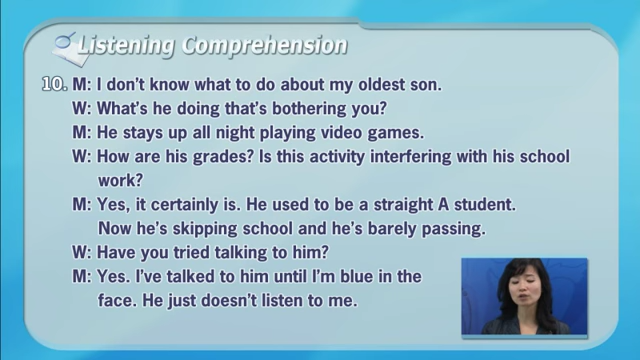 Listening Comprehension
10. M: I don't know what to do about my oldest son.
W: What's he doing that's bothering you?
M: He stays up all night playing video games.
W: How are his grades? Is this activity interfering with his school
work?
M: Yes, it certainly is. He used to be a straight A student.
Now he's skipping school and he's barely passing.
W: Have you tried talking to him?
M: Yes. I've talked to him until I'm blue in the
face. He just doesn't listen to me.